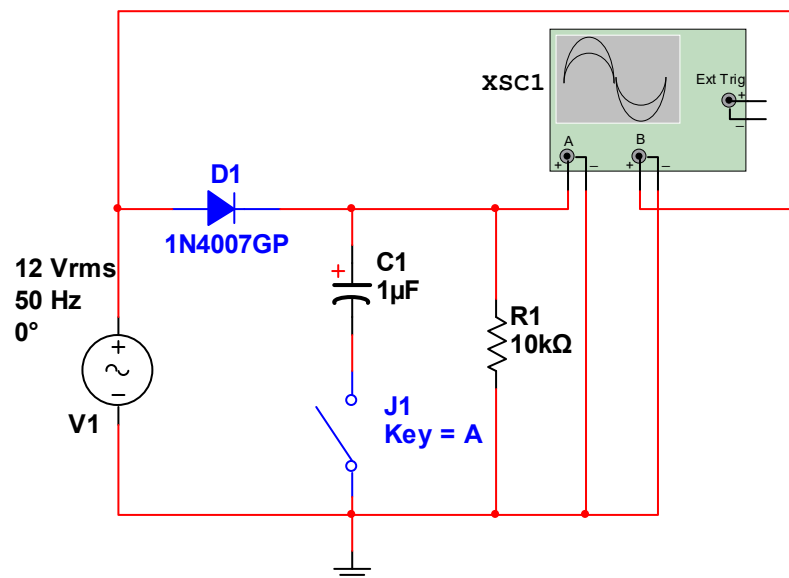 XSC1
Ext Trig
+
−
A
B
+ −
+ −
D1
1N4007GP
12 Vrms
50 Hz
0°
+
C1
1µF
R1
10kΩ
+
−
V1
J1
Key = A